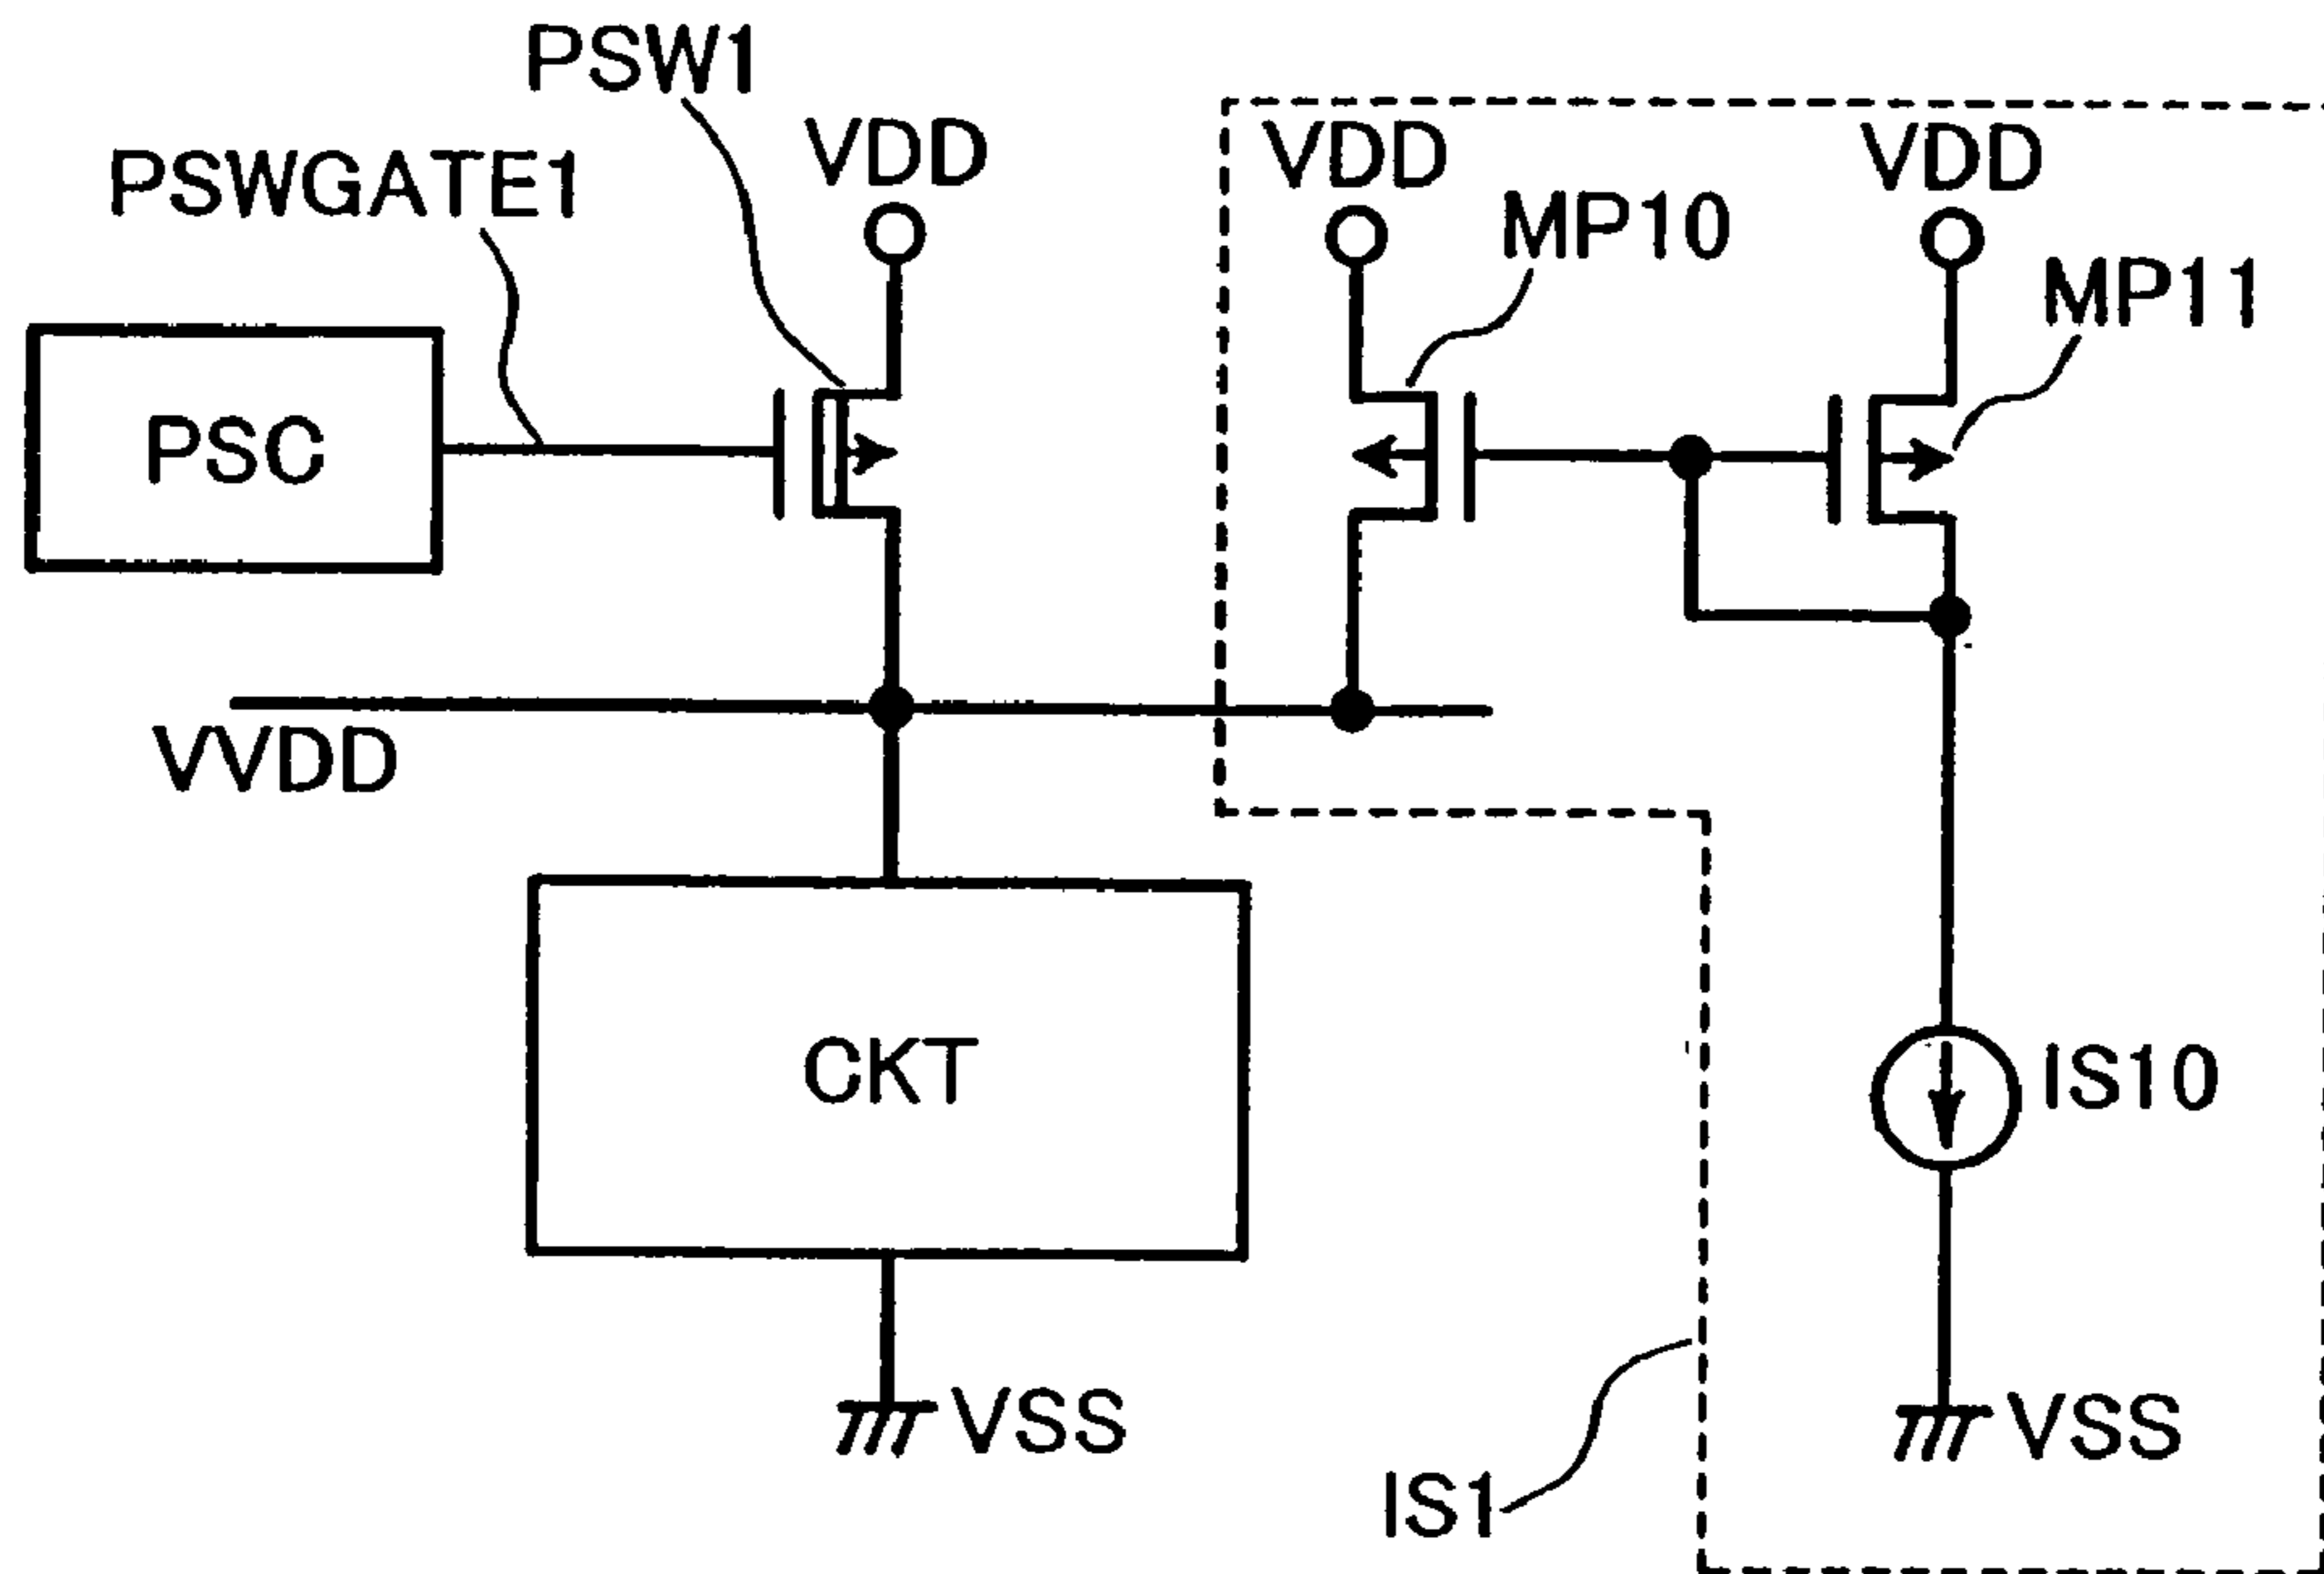 PSW1
VDD
VDD
VDD
PSWGATE1
MP10
MP11
PSC
VVDD
CKT
IS10
VSS
VSS
IS1